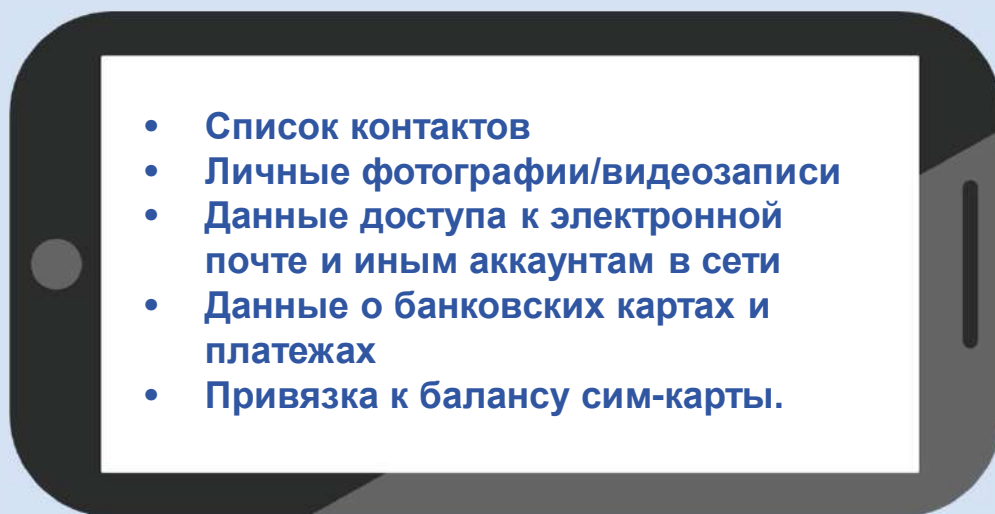 • Список контактов
• Личные фотографии/видеозаписи
• Данные доступа к электронной
почте и иным аккаунтам в сети
• Данные о банковских картах и
платежах
• Привязка к балансу сим-карты.